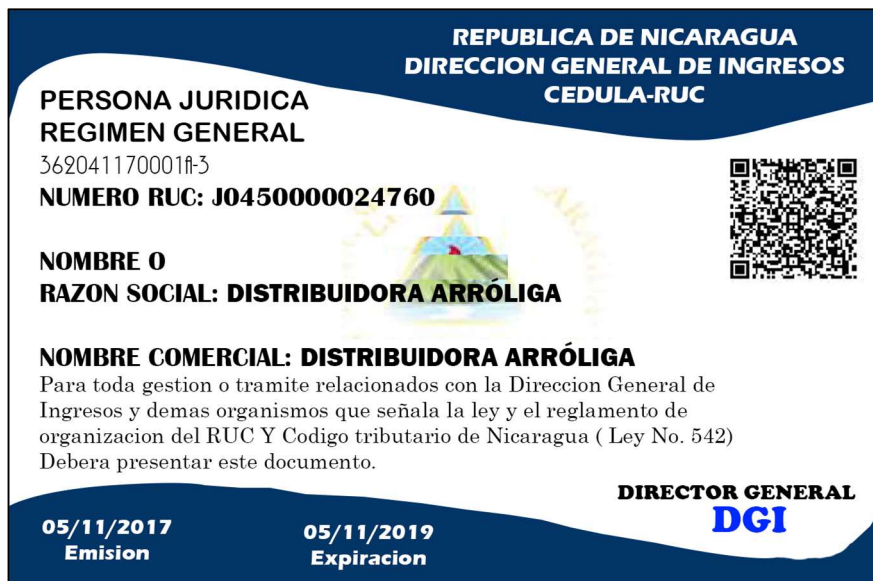 REPUBLICA DE NICARAGUA
DIRECCION GENERAL DE INGRESOS
CEDULA-RUC
PERSONA JURIDICA
REGIMEN GENERAL
362041170001fl-3
NUMERO RUC: J0450000024760
NOMBRE O
RAZON SOCIAL: DISTRIBUIDORA ARRÓLIGA
NOMBRE COMERCIAL: DISTRIBUIDORA ARRÓLIGA
Para toda gestion o tramite relacionados con la Direccion General de
Ingresos y demas organismos que señala la ley y el reglamento de
organizacion del RUC Y Codigo tributario de Nicaragua ( Ley No. 542)
Debera presentar este documento.
DIRECTOR GENERAL
DGI
05/11/2017
Emision
05/11/2019
Expiracion